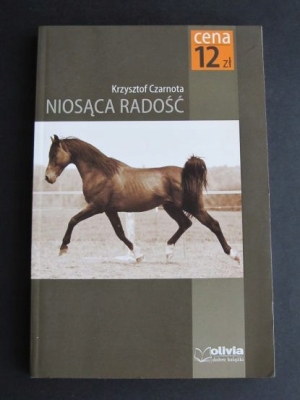 cena
12 zł
Krzysztof Czarnota
NIOSĄCA RADOŚĆ
olivia
dobre książki